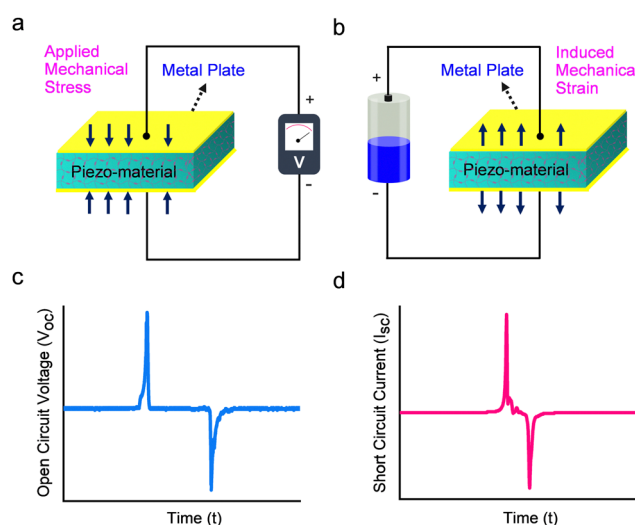 a
Applied
Mechanical
Stress
Metal Plate
+
V
Piezo-material
-
b
+
Metal Plate
Induced
Mechanical
Strain
Piezo-material
-
c
Open Circuit Voltage (VOC)
Time (t)
d
Short Circuit Current (Isc)
Time (t)